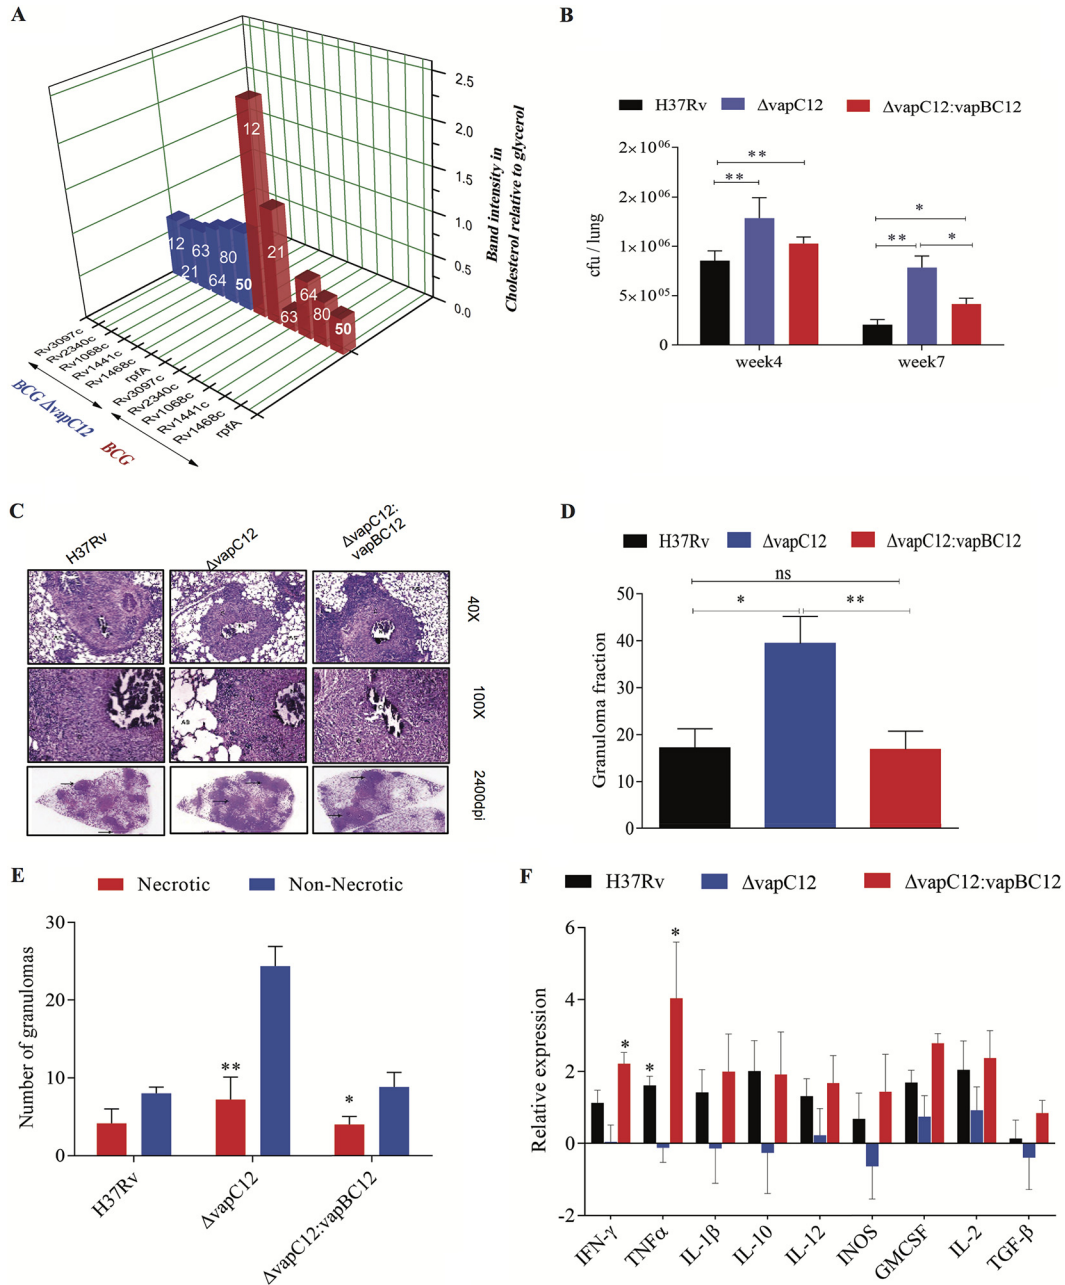 A
2.5
2.0
1.5
1.0
0.5
0.0
Band intensity in
Cholesterol relative to glycerol
12
21
63
64
80
50
12
21
63
64
80
50
Rv3097c
Rv2340c
Rv1068c
Rv1441c
Rv1468c
rpfA
Rv3097c
Rv2340c
Rv1068c
Rv1441c
Rv1468c
rpfA
BCG ΔvapC12
BCG
B
H37Rv ΔvapC12 ΔvapC12:vapBC12
2×10⁰⁶
2×10⁰⁶
1×10⁰⁶
5×10⁰⁵
0
cfu / lung
** **
* ** *
week4 week7
C
H37Rv
ΔvapC12
ΔvapC12:
vapBC12
40X
100X
2400dpi
AS
D
H37Rv ΔvapC12 ΔvapC12:vapBC12
ns
* **
50
40
30
20
10
0
Granuloma fraction
E
Necrotic Non-Necrotic
30
20
10
0
Number of granulomas
**
*
H37Rv
ΔvapC12
ΔvapC12:vapBC12
F
H37Rv ΔvapC12 ΔvapC12:vapBC12
6
4
2
0
-2
Relative expression
* * *
IFN-γ
TNFα
IL-1β
IL-10
IL-12
INOS
GMCSF
IL-2
TGF-β